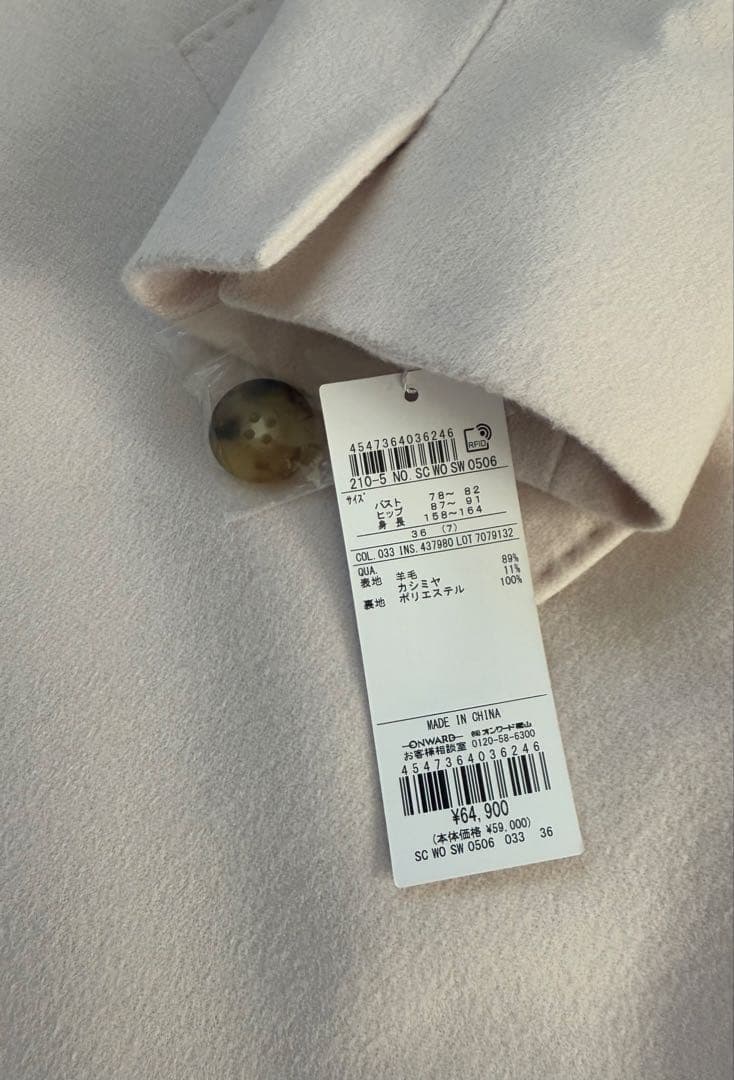 4547364036246
RFID
210-5 NO. SC WO SW 0506
サイズ
バスト 78～ 82
ヒップ 87～ 91
身 長 158～164
36 (7)
COL. 033 INS. 437980 LOT 7079132
QUA.
表地 羊毛 89%
カシミヤ 11%
裏地 ポリエステル 100%
MADE IN CHINA
ONWARD ㈱オンワード樫山
お客様相談室 0120-58-6300
4547364036246
¥64,900
(本体価格 ¥59,000)
SC WO SW 0506 033 36